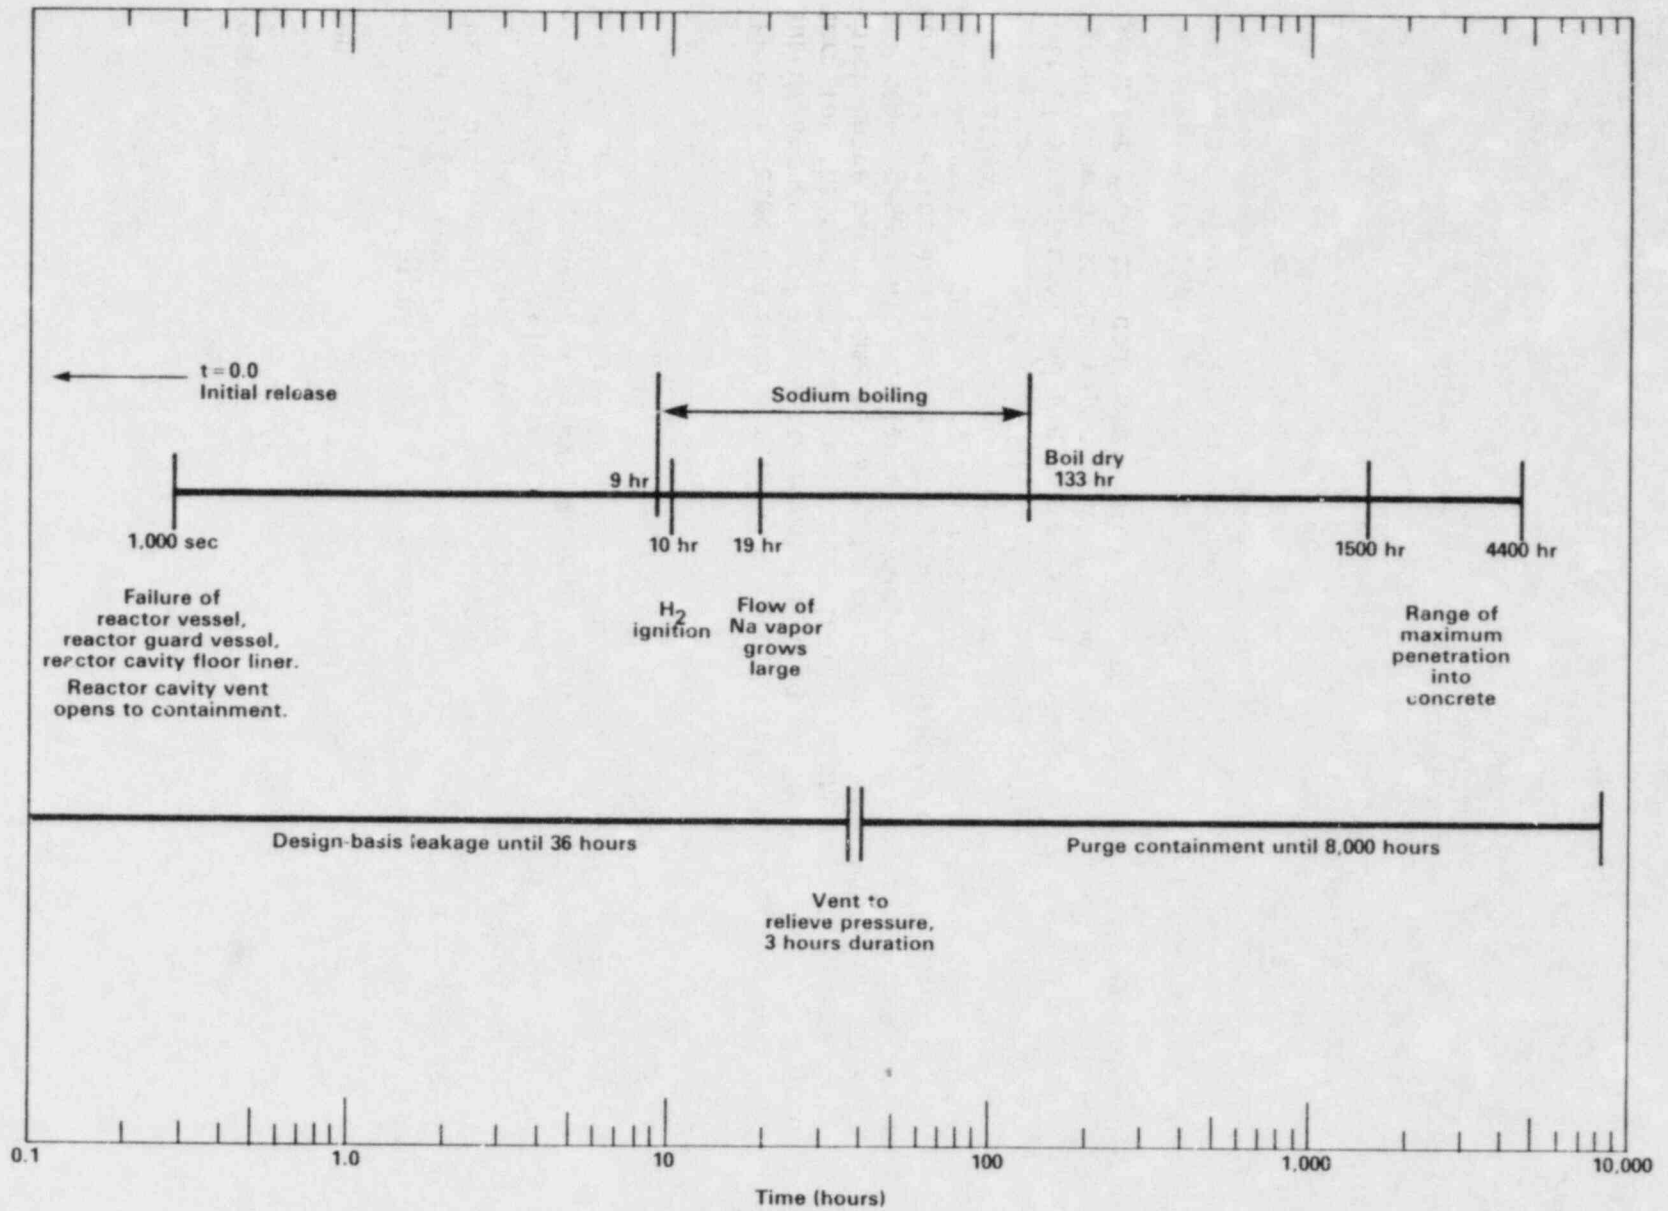 t = 0.0
Initial release
Sodium boiling
9 hr
Boil dry
133 hr
1,000 sec
10 hr
19 hr
1500 hr
4400 hr
Failure of
reactor vessel,
reactor guard vessel,
reactor cavity floor liner.
Reactor cavity vent
opens to containment.
H2
ignition
Flow of
Na vapor
grows
large
Range of
maximum
penetration
into
concrete
Design-basis leakage until 36 hours
Purge containment until 8,000 hours
Vent to
relieve pressure,
3 hours duration
0.1
1.0
10
100
1,000
10,000
Time (hours)